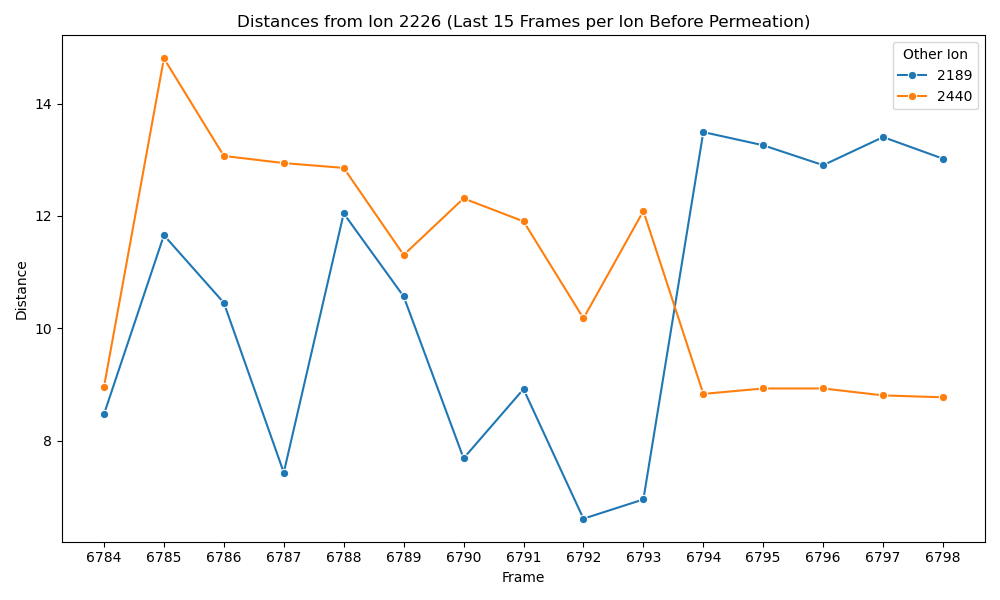 Distances from Ion 2226 (Last 15 Frames per Ion Before Permeation)
Other Ion
2189
2440
14
12
10
8
Distance
6784 6785 6786 6787 6788 6789 6790 6791 6792 6793 6794 6795 6796 6797 6798
Frame